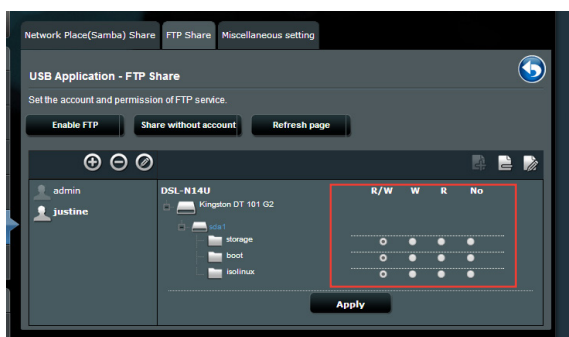 Network Place(Samba) Share FTP Share Miscellaneous setting
USB Application - FTP Share
Set the account and permission of FTP service.
Enable FTP Share without account Refresh page
admin
justine
DSL-N14U R/W W R No
Kingston DT 101 G2
sda1
storage
boot
isolinux
Apply